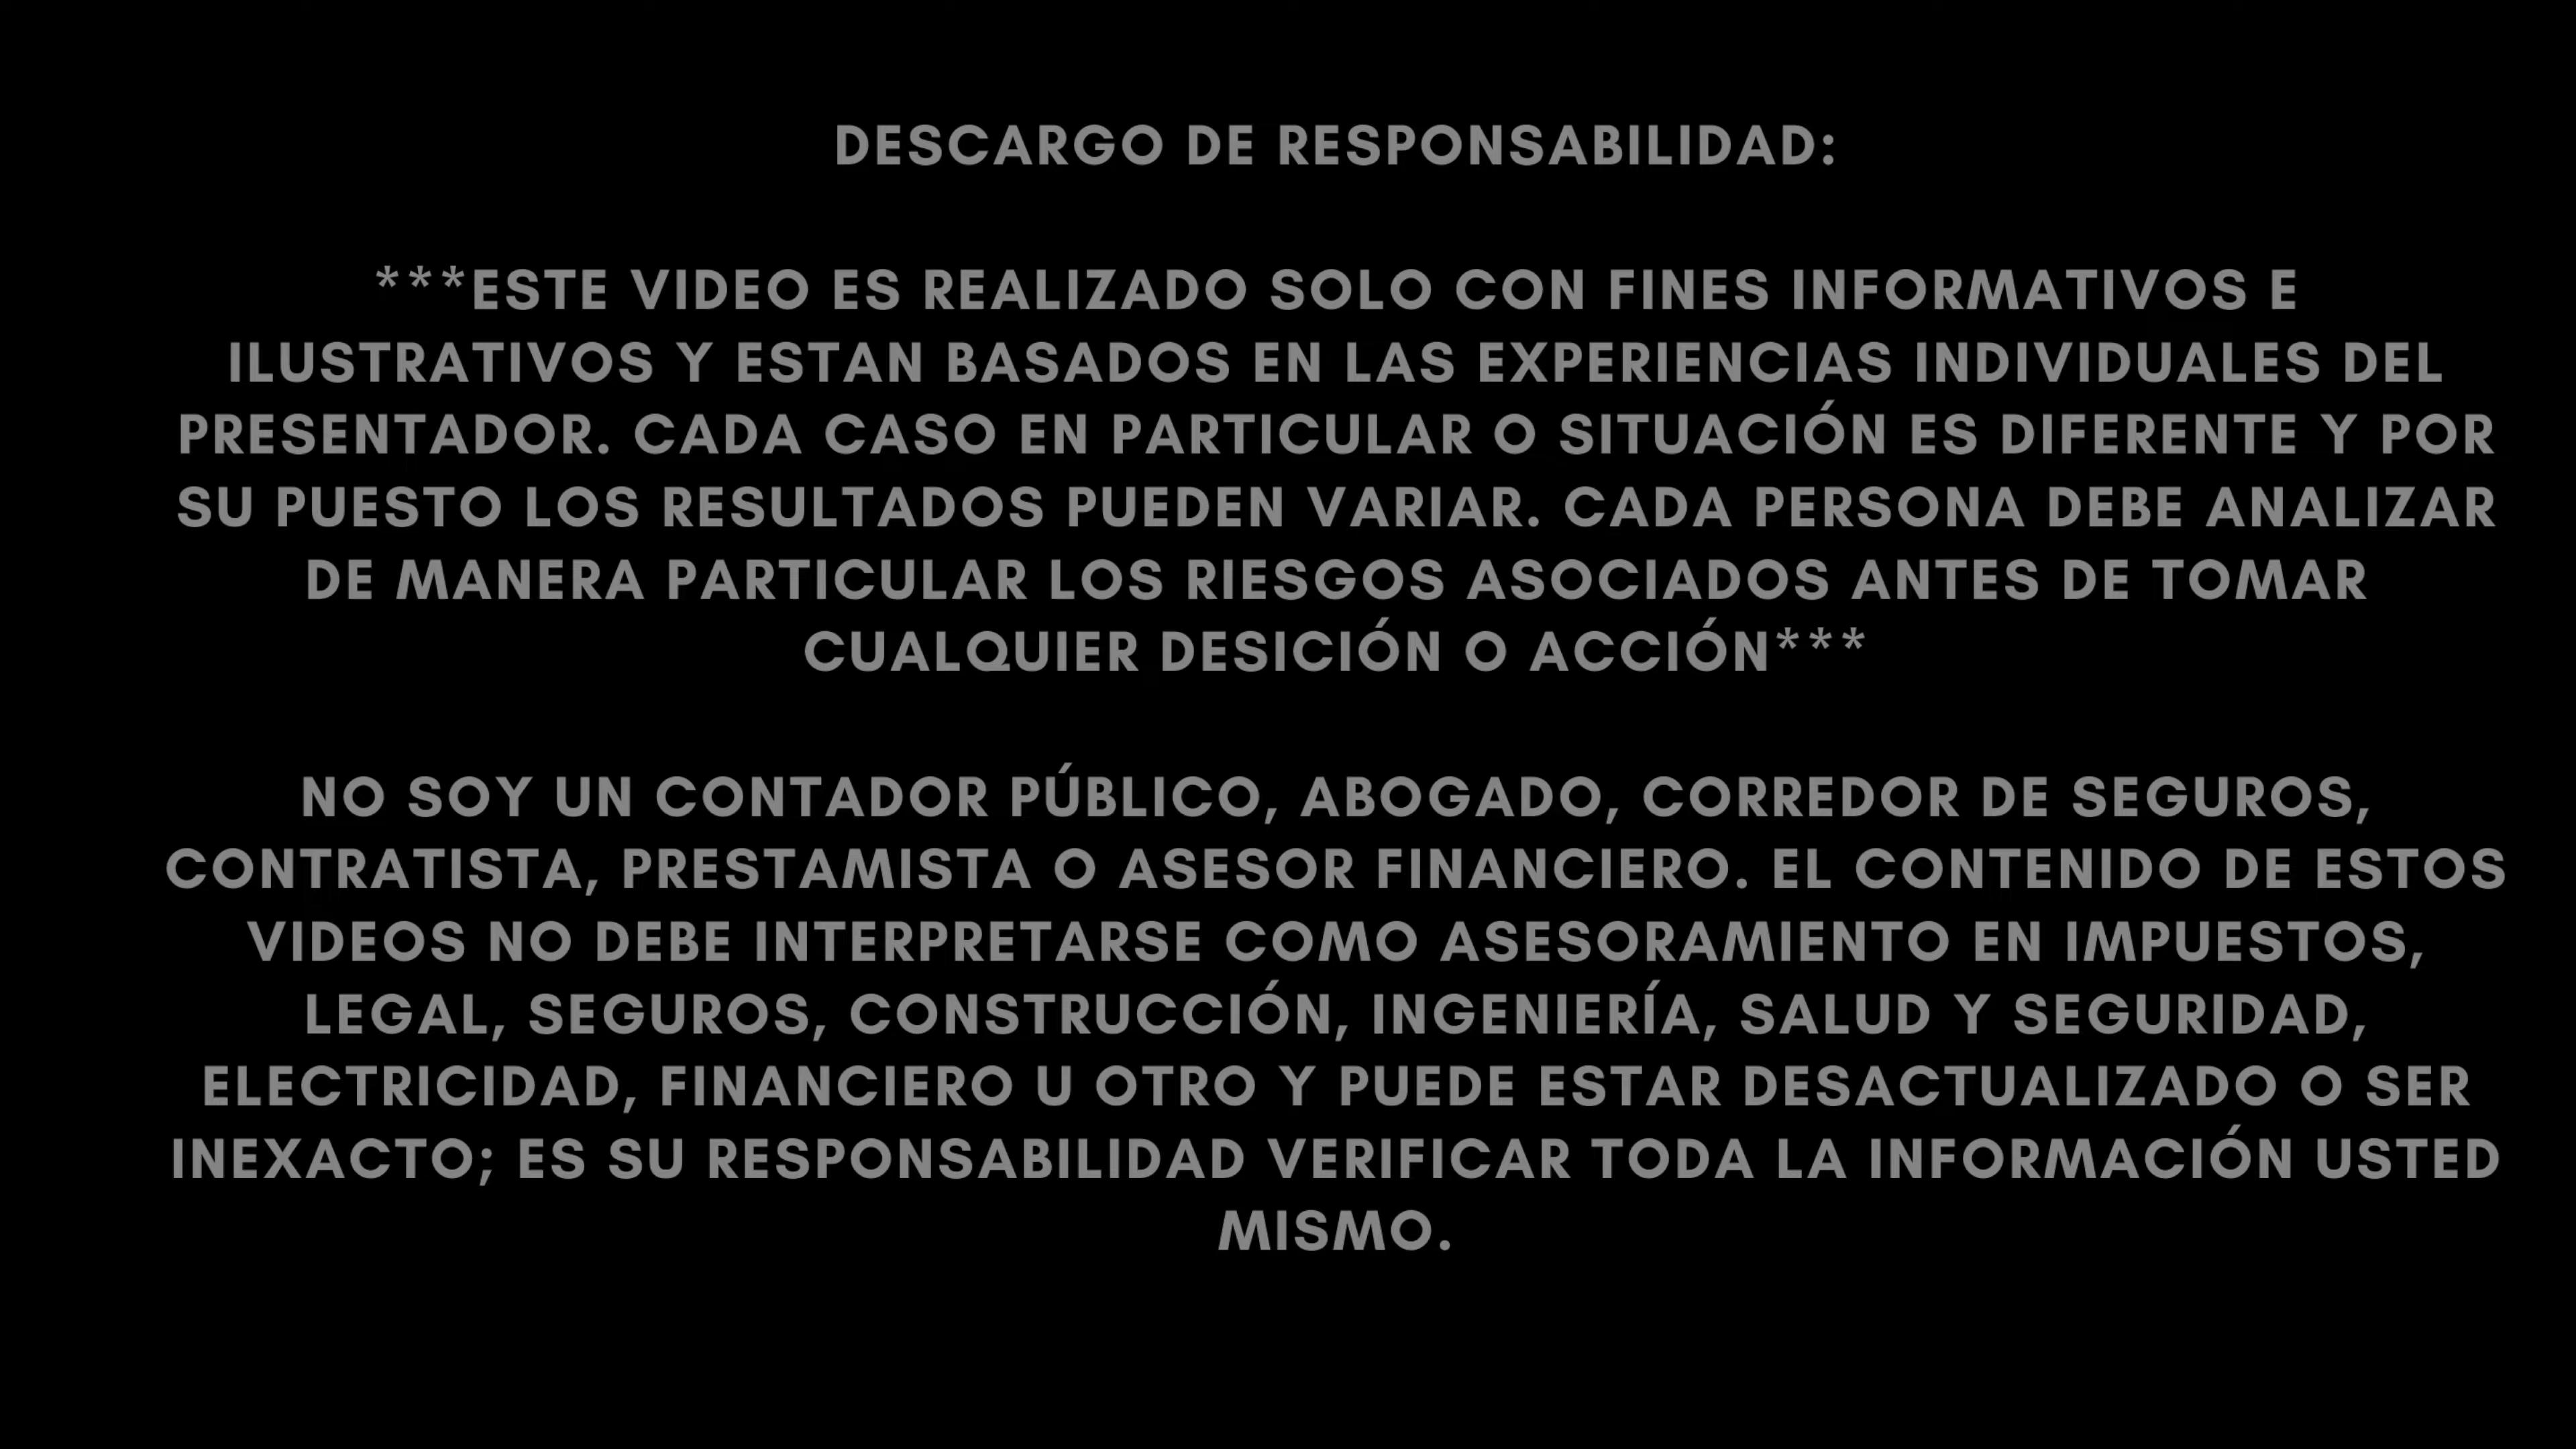 DESCARGO DE RESPONSABILIDAD:
***ESTE VIDEO ES REALIZADO SOLO CON FINES INFORMATIVOS E
ILUSTRATIVOS Y ESTAN BASADOS EN LAS EXPERIENCIAS INDIVIDUALES DEL
PRESENTADOR. CADA CASO EN PARTICULAR O SITUACIÓN ES DIFERENTE Y POR
SU PUESTO LOS RESULTADOS PUEDEN VARIAR. CADA PERSONA DEBE ANALIZAR
DE MANERA PARTICULAR LOS RIESGOS ASOCIADOS ANTES DE TOMAR
CUALQUIER DESICIÓN O ACCIÓN***
NO SOY UN CONTADOR PÚBLICO, ABOGADO, CORREDOR DE SEGUROS,
CONTRATISTA, PRESTAMISTA O ASESOR FINANCIERO. EL CONTENIDO DE ESTOS
VIDEOS NO DEBE INTERPRETARSE COMO ASESORAMIENTO EN IMPUESTOS,
LEGAL, SEGUROS, CONSTRUCCIÓN, INGENIERÍA, SALUD Y SEGURIDAD,
ELECTRICIDAD, FINANCIERO U OTRO Y PUEDE ESTAR DESACTUALIZADO O SER
INEXACTO; ES SU RESPONSABILIDAD VERIFICAR TODA LA INFORMACIÓN USTED
MISMO.